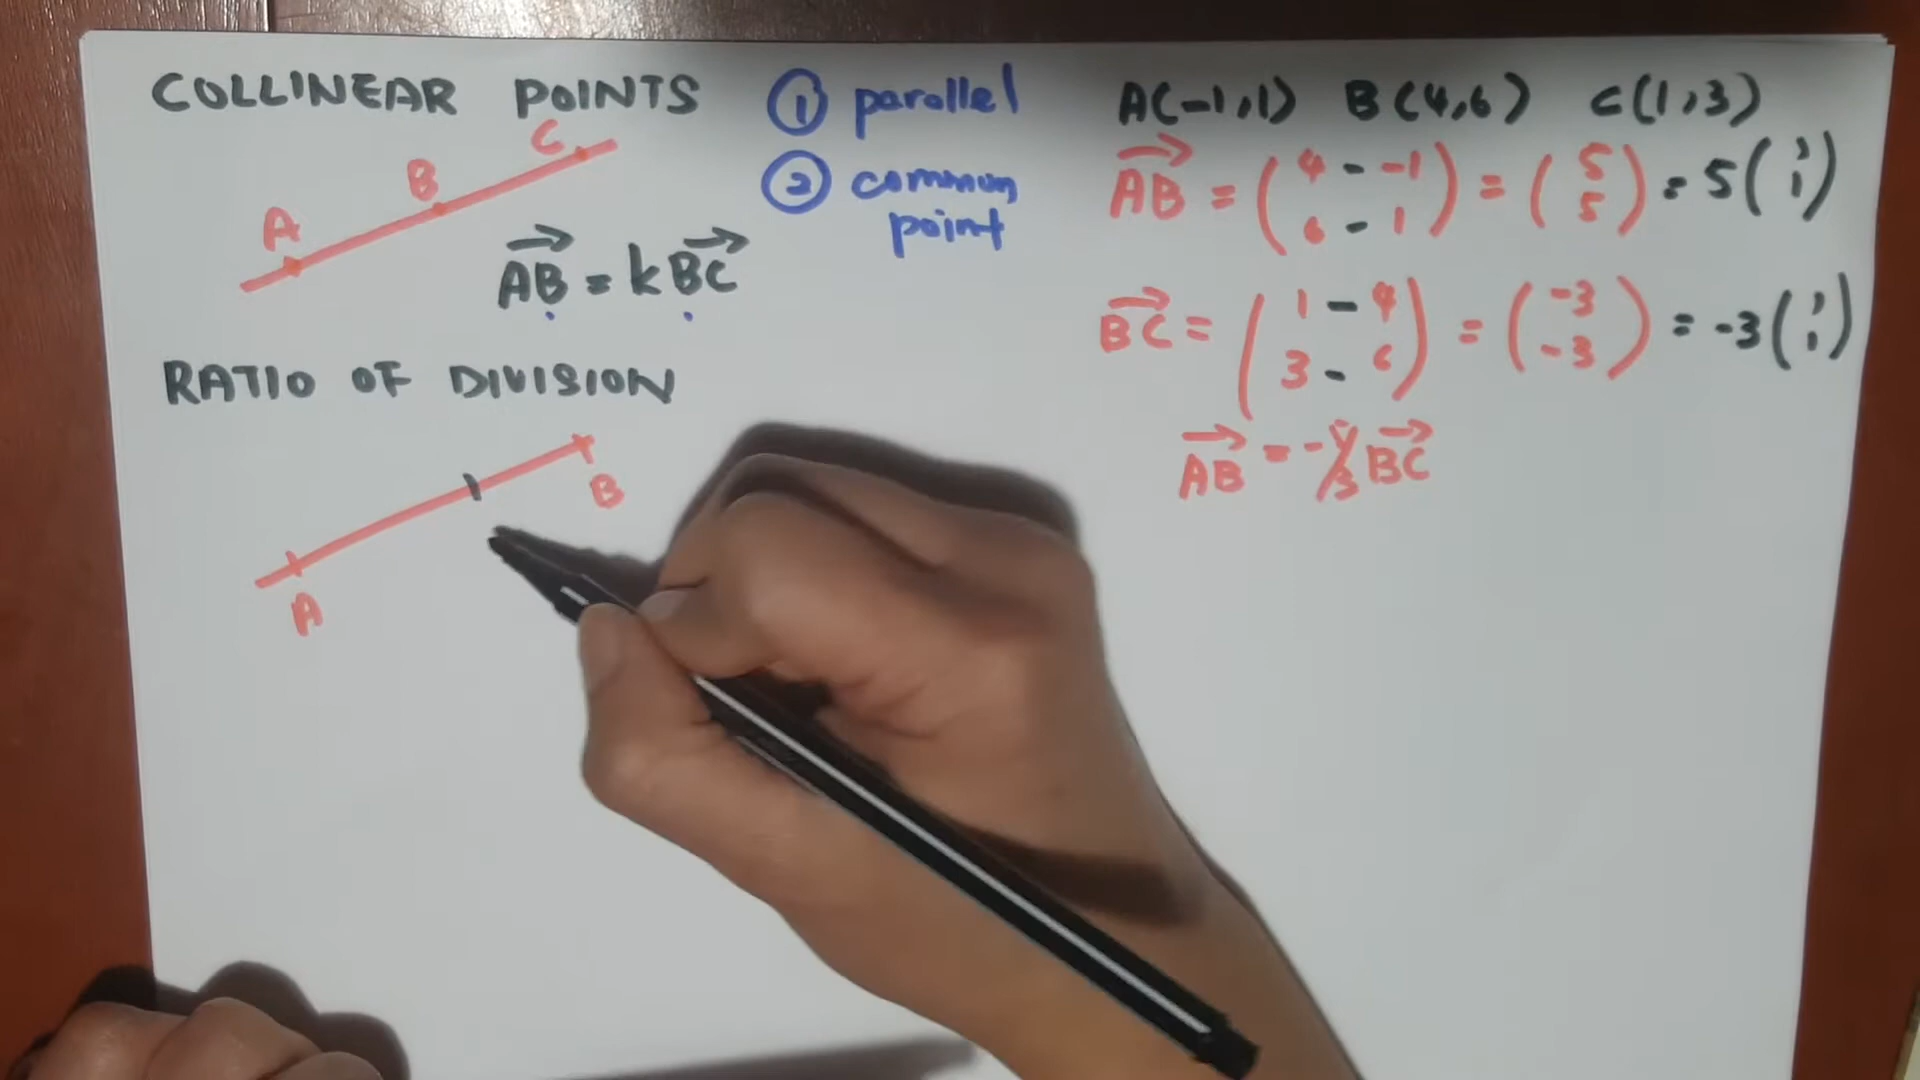 COLLINEAR POINTS
A B C
AB = kBC
① parallel
② common
point
A(-1,1) B(4,6) C(1,3)
AB = (4 - -1
6 - 1) = (5
5) = 5(1
1)
BC = (1 - 4
3 - 6) = (-3
-3) = -3(1
1)
AB = - /3 BC
RATIO OF DIVISION
A B